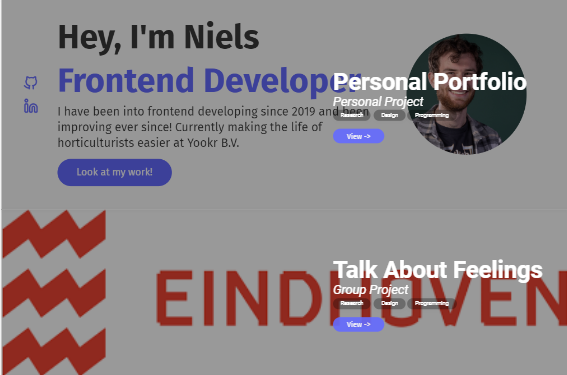 Hey, I'm Niels
Frontend Developer
I have been into frontend developing since 2019 and been
improving ever since! Currently making the life of
horticulturists easier at Yookr B.V.
Look at my work!
Personal Portfolio
Personal Project
Research Design Programming
View ->
EINDHOVEN
Talk About Feelings
Group Project
Research Design Programming
View ->